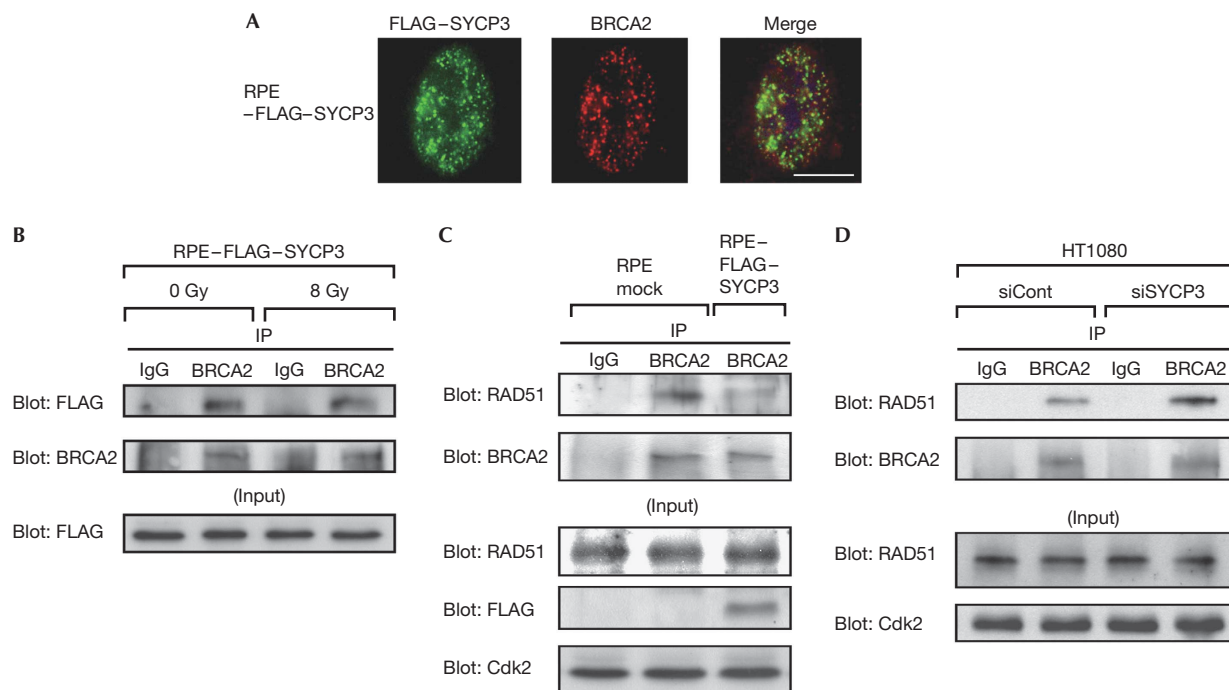 A
FLAG–SYCP3
BRCA2
Merge
RPE
–FLAG–SYCP3
B
RPE–FLAG–SYCP3
0 Gy
8 Gy
IP
IgG
BRCA2
IgG
BRCA2
Blot: FLAG
Blot: BRCA2
(Input)
Blot: FLAG
C
RPE
mock
RPE–
FLAG–
SYCP3
IP
IgG
BRCA2
BRCA2
Blot: RAD51
Blot: BRCA2
(Input)
Blot: RAD51
Blot: FLAG
Blot: Cdk2
D
HT1080
siCont
siSYCP3
IP
IgG
BRCA2
IgG
BRCA2
Blot: RAD51
Blot: BRCA2
(Input)
Blot: RAD51
Blot: Cdk2